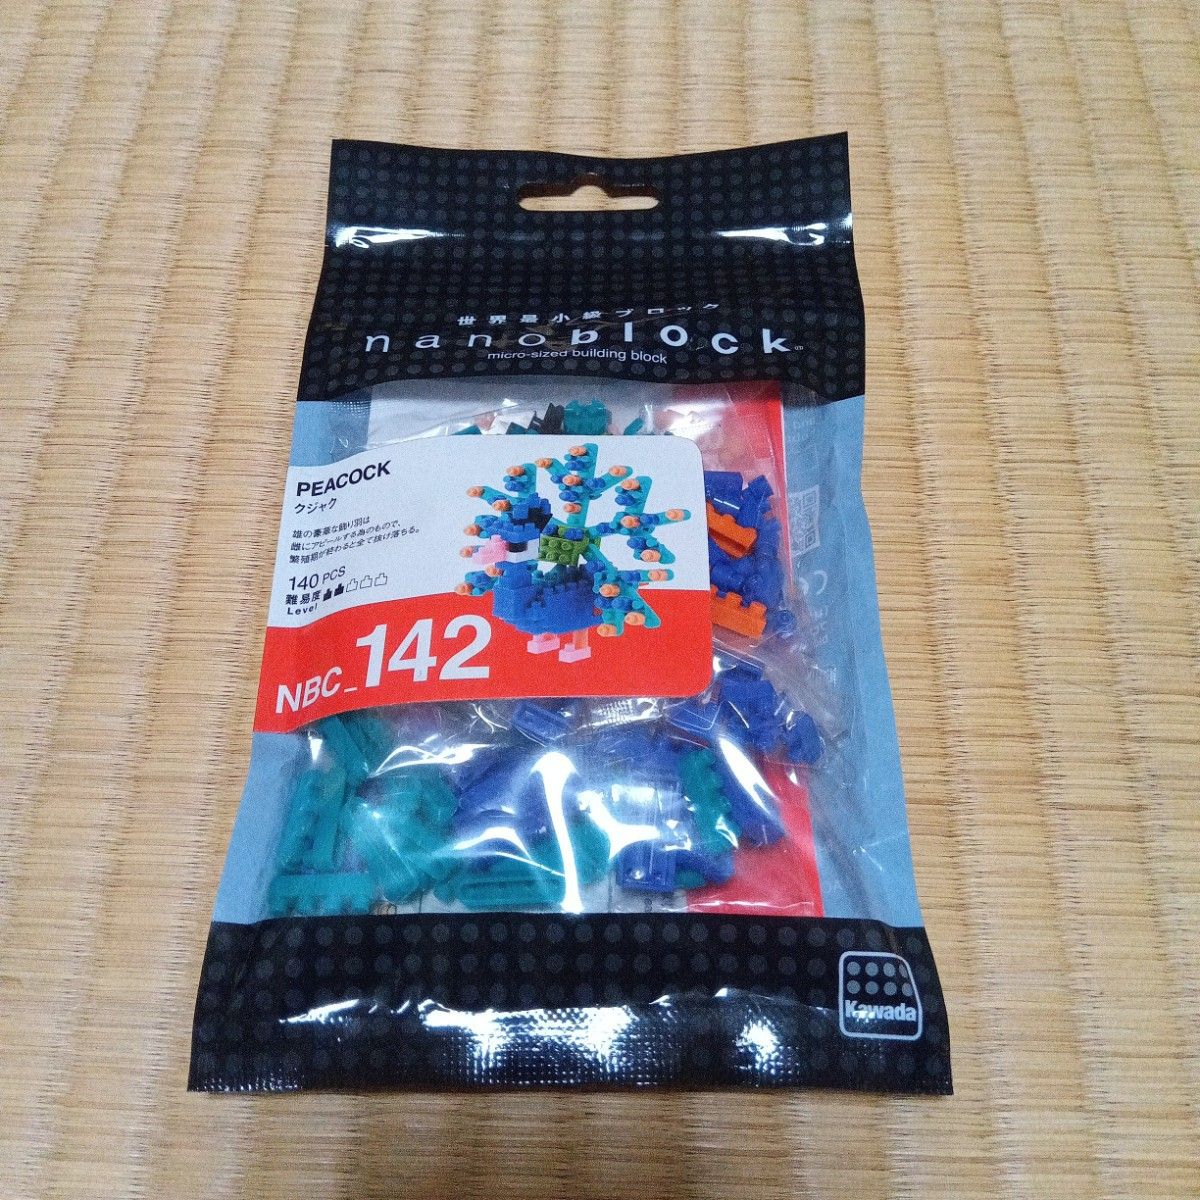 世界最小級ブロック
nanoblock®
micro-sized building block
PEACOCK
クジャク
雄の豪華な飾り羽は
雌にアピールする為のもので、
繁殖期が終わると全て抜け落ちる。
140 PCS
難易度
Level
NBC_142
Kawada